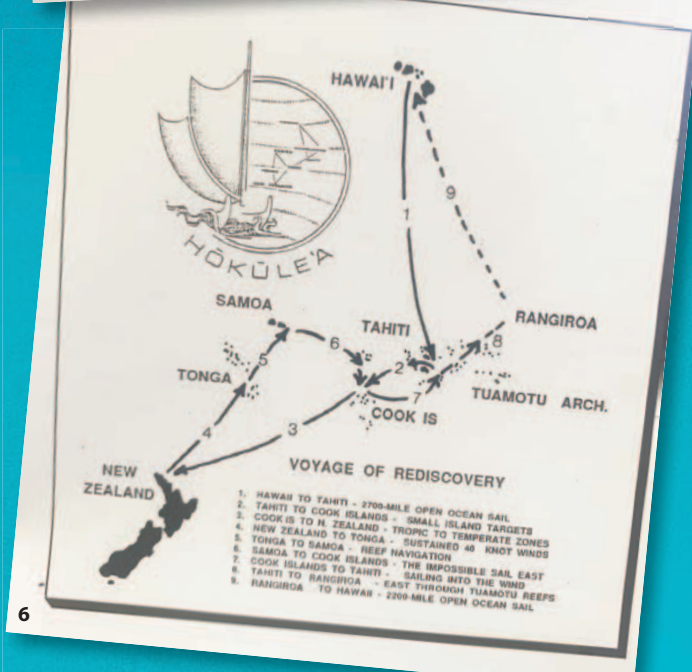 HAWAI'I
9
1
HŌKŪLE'A
SAMOA
TAHITI
RANGIROA
6
8
5
2
TONGA
TUAMOTU ARCH.
7
COOK IS
4
3
NEW
ZEALAND
VOYAGE OF REDISCOVERY
1. HAWAII TO TAHITI - 2700-MILE OPEN OCEAN SAIL
2. TAHITI TO COOK ISLANDS - SMALL ISLAND TARGETS
3. COOK IS TO N. ZEALAND - TROPIC TO TEMPERATE ZONES
4. NEW ZEALAND TO TONGA - SUSTAINED 40 KNOT WINDS
5. TONGA TO SAMOA - REEF NAVIGATION
6. SAMOA TO COOK ISLANDS - THE IMPOSSIBLE SAIL EAST
7. COOK ISLANDS TO TAHITI - SAILING INTO THE WIND
8. TAHITI TO RANGIROA - EAST THROUGH TUAMOTU REEFS
9. RANGIROA TO HAWAII - 2200-MILE OPEN OCEAN SAIL
6